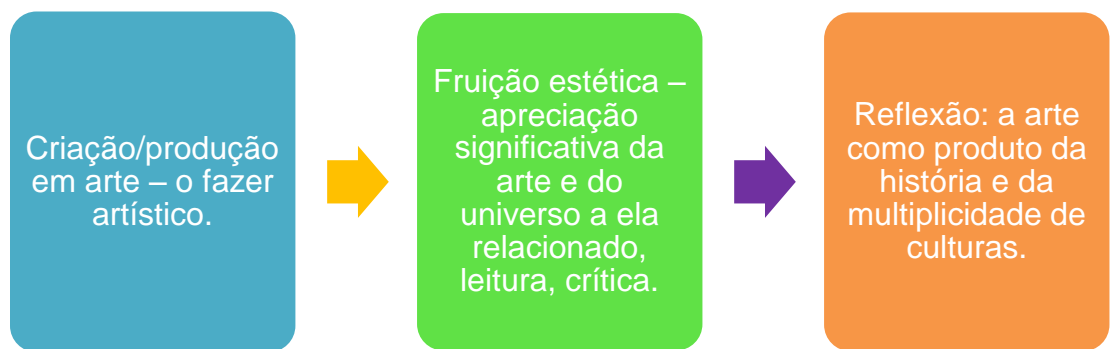 Criação/produção
em arte – o fazer
artístico.
Fruição estética –
apreciação
significativa da
arte e do
universo a ela
relacionado,
leitura, crítica.
Reflexão: a arte
como produto da
história e da
multiplicidade de
culturas.